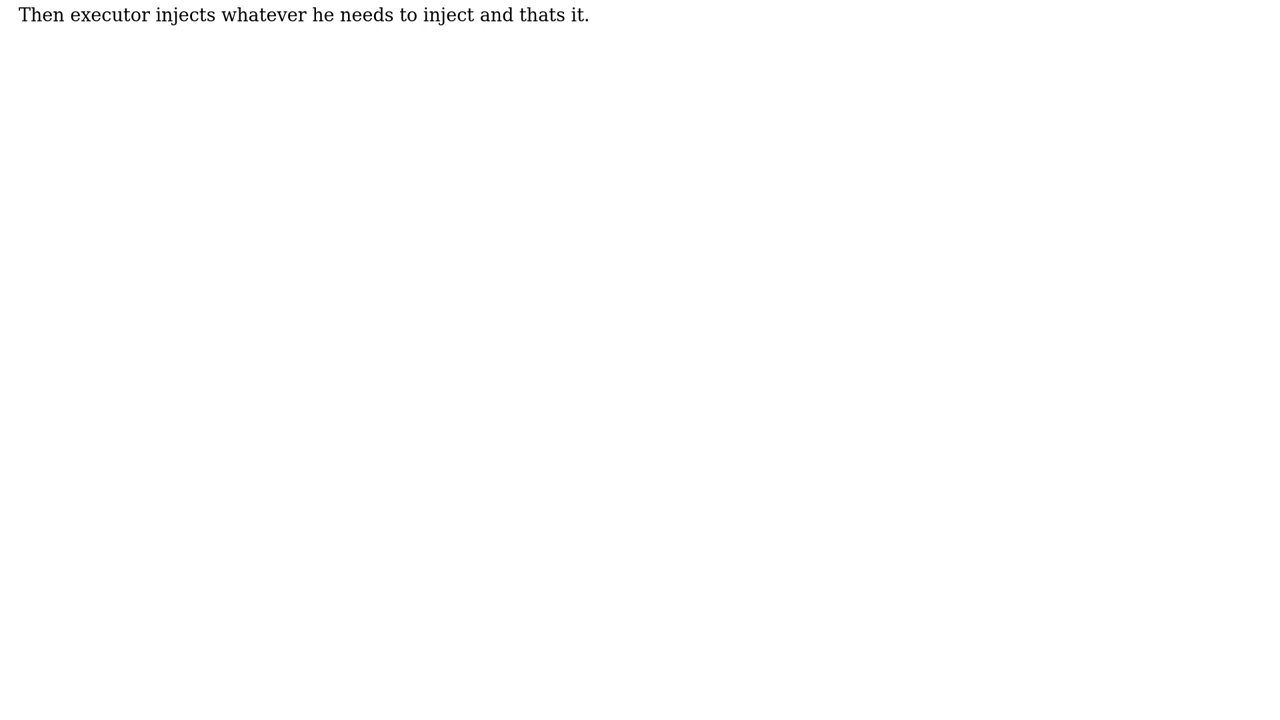 Then executor injects whatever he needs to inject and thats it.